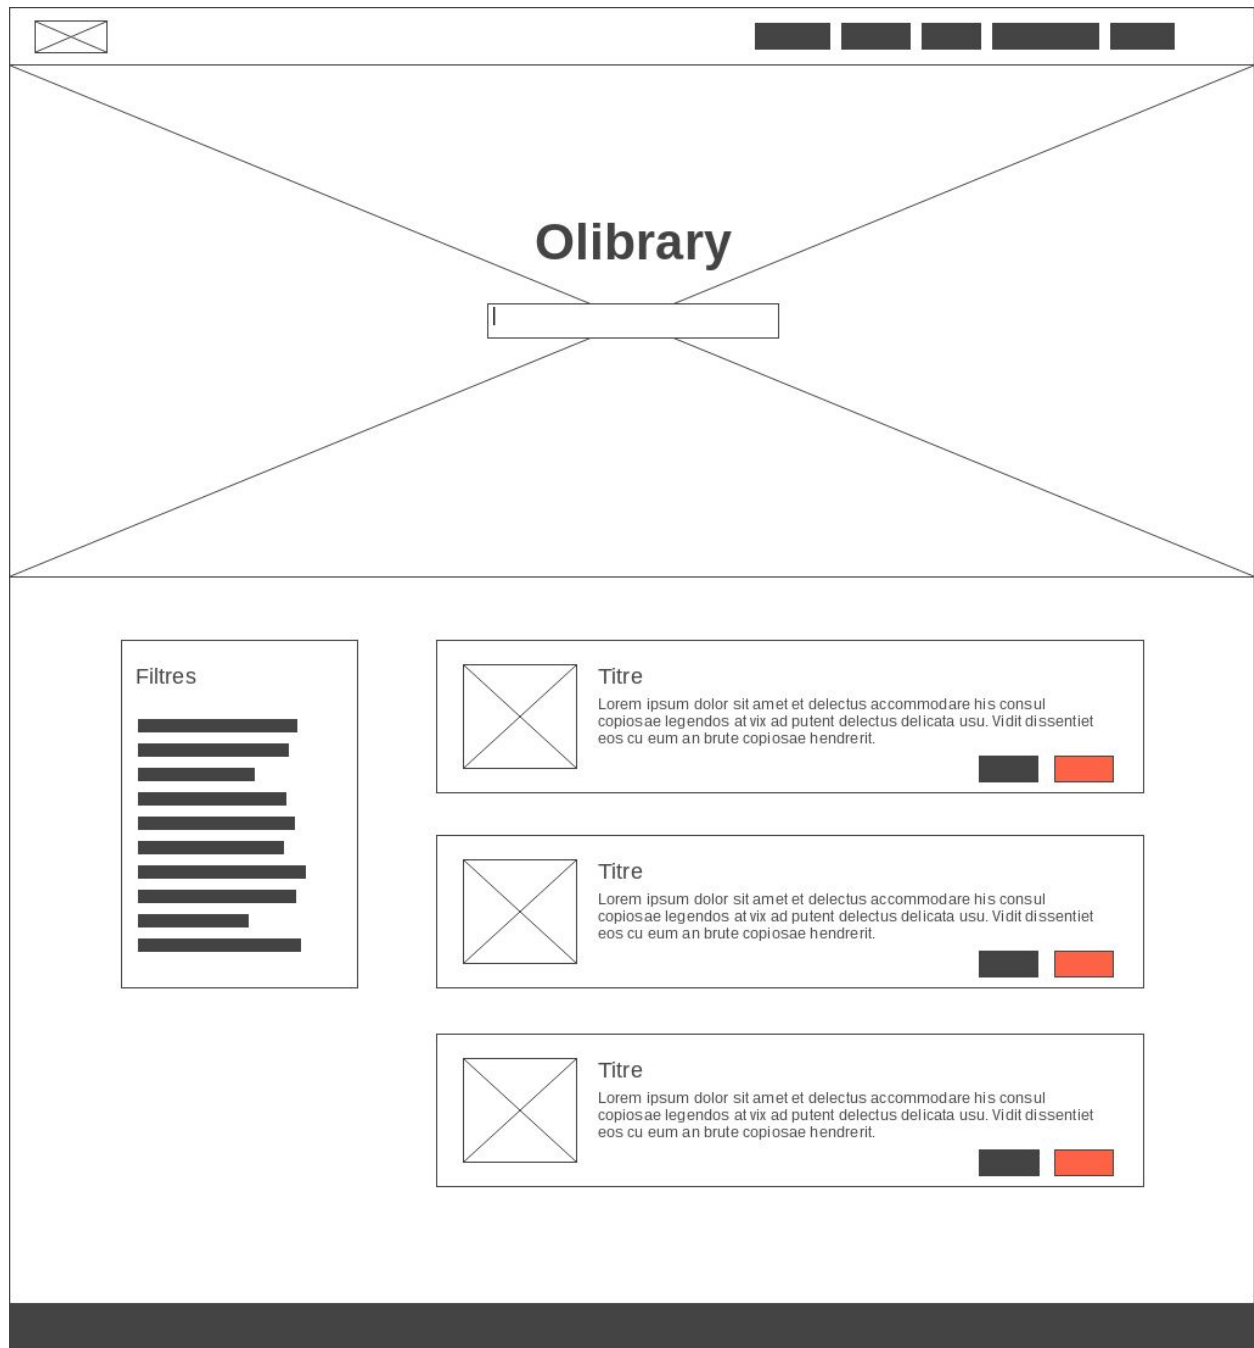 Olibrary
Filtres
Titre
Lorem ipsum dolor sit amet et delectus accommodare his consul
copiosae legendos at vix ad putent delectus delicata usu. Vidit dissentiet
eos cu eum an brute copiosae hendrerit.
Titre
Lorem ipsum dolor sit amet et delectus accommodare his consul
copiosae legendos at vix ad putent delectus delicata usu. Vidit dissentiet
eos cu eum an brute copiosae hendrerit.
Titre
Lorem ipsum dolor sit amet et delectus accommodare his consul
copiosae legendos at vix ad putent delectus delicata usu. Vidit dissentiet
eos cu eum an brute copiosae hendrerit.